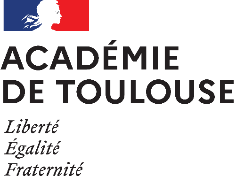 ACADÉMIE
DE TOULOUSE
Liberté
Égalité
Fraternité